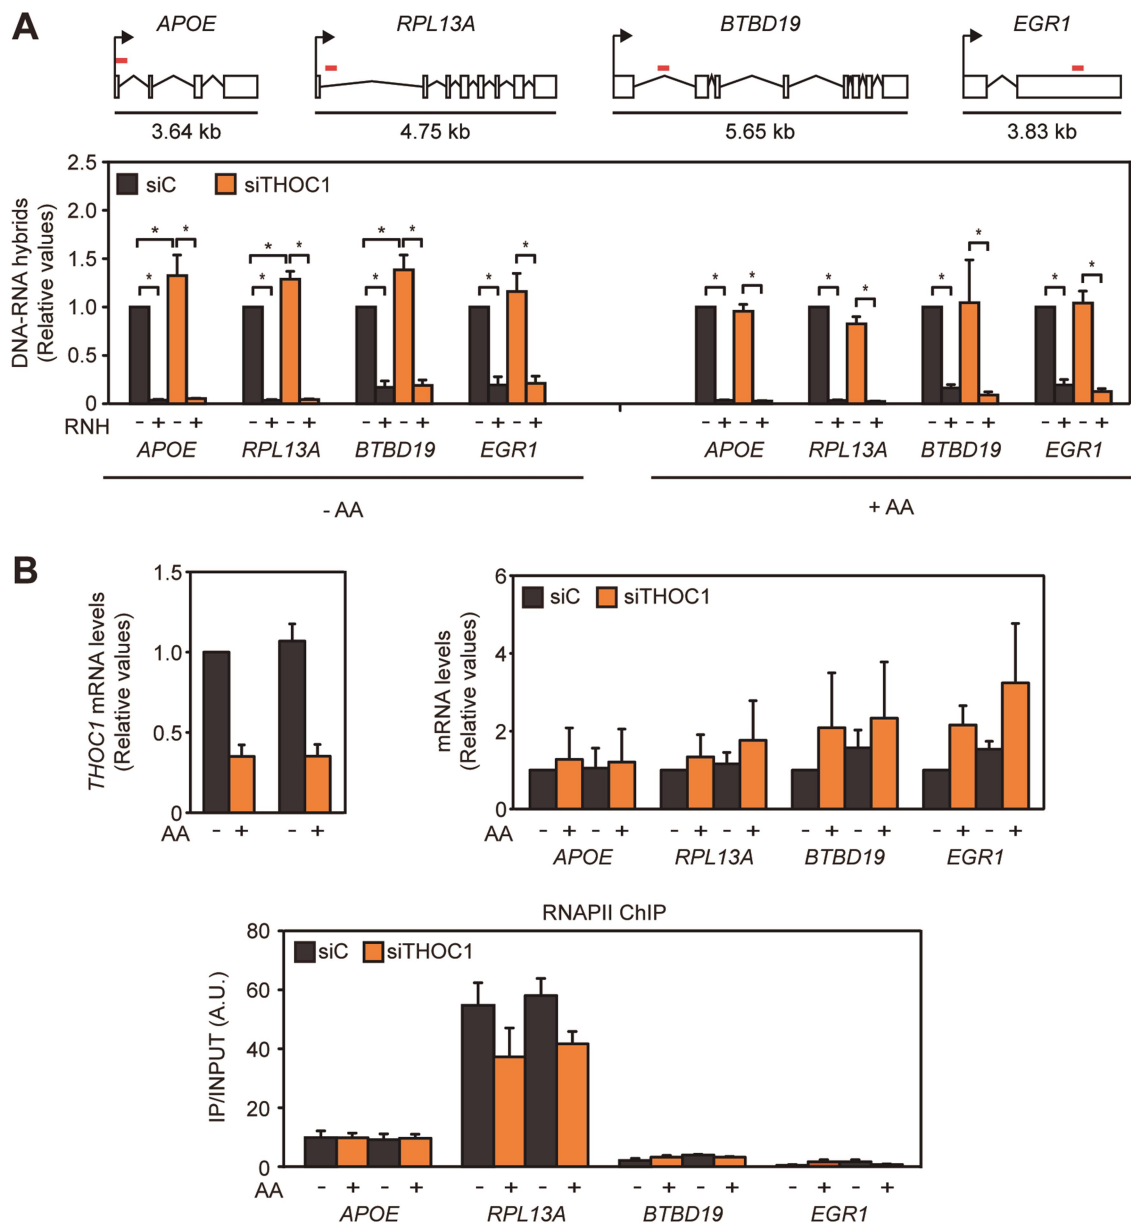 A
APOE RPL13A BTBD19 EGR1
3.64 kb 4.75 kb 5.65 kb 3.83 kb
DNA-RNA hybrids
(Relative values)
2.5
2.0
1.5
1.0
0.5
0
siC siTHOC1
* * * * * * * * * * * * * * * * * * *
RNH - + - + - + - + - + - + - + - + - + - + - + - + - + - + - + - +
APOE RPL13A BTBD19 EGR1 APOE RPL13A BTBD19 EGR1
- AA + AA
B
THOC1 mRNA levels
(Relative values)
1.5
1.0
0.5
0
AA - + - +
mRNA levels
(Relative values)
6
4
2
0
siC siTHOC1
AA - + - + - + - + - + - + - + - +
APOE RPL13A BTBD19 EGR1
RNAPII ChIP
IP/INPUT (A.U.)
80
60
40
20
0
siC siTHOC1
AA - + - + - + - + - + - + - + - +
APOE RPL13A BTBD19 EGR1